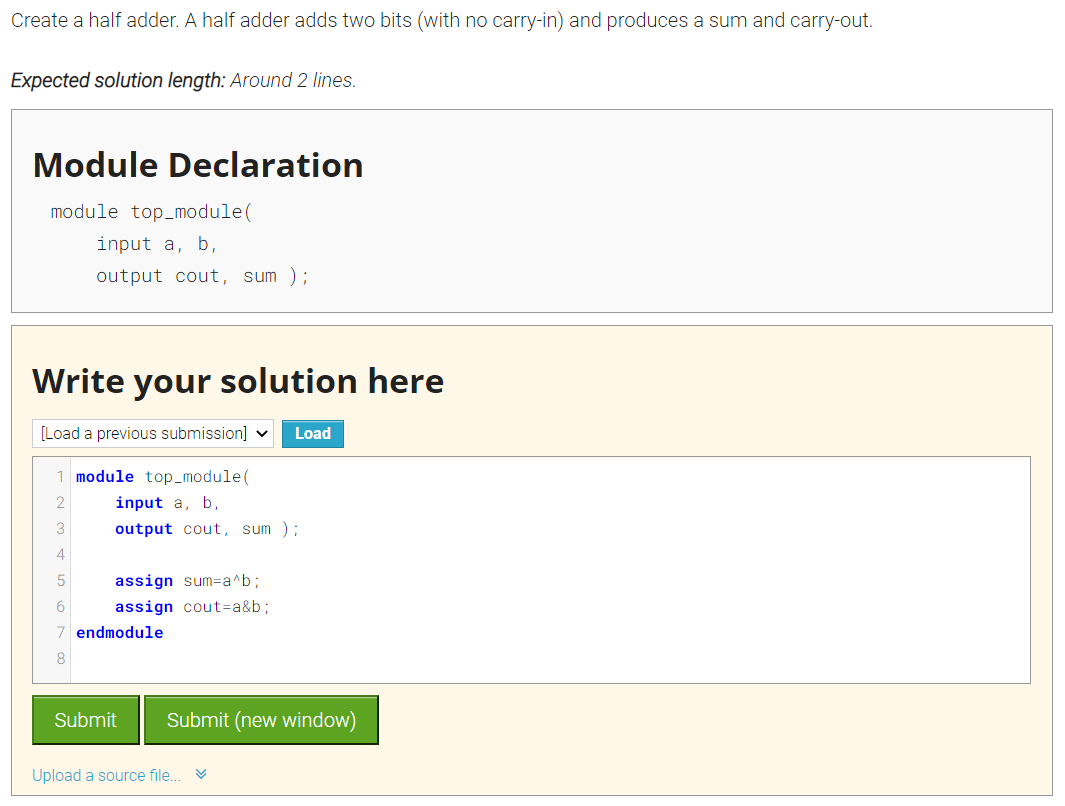 Create a half adder. A half adder adds two bits (with no carry-in) and produces a sum and carry-out.
Expected solution length: Around 2 lines.
Module Declaration
module top_module(
    input a, b,
    output cout, sum );
Write your solution here
[Load a previous submission] Load
1 module top_module(
2     input a, b,
3     output cout, sum );
4
5     assign sum=a^b;
6     assign cout=a&b;
7 endmodule
8
Submit Submit (new window)
Upload a source file...